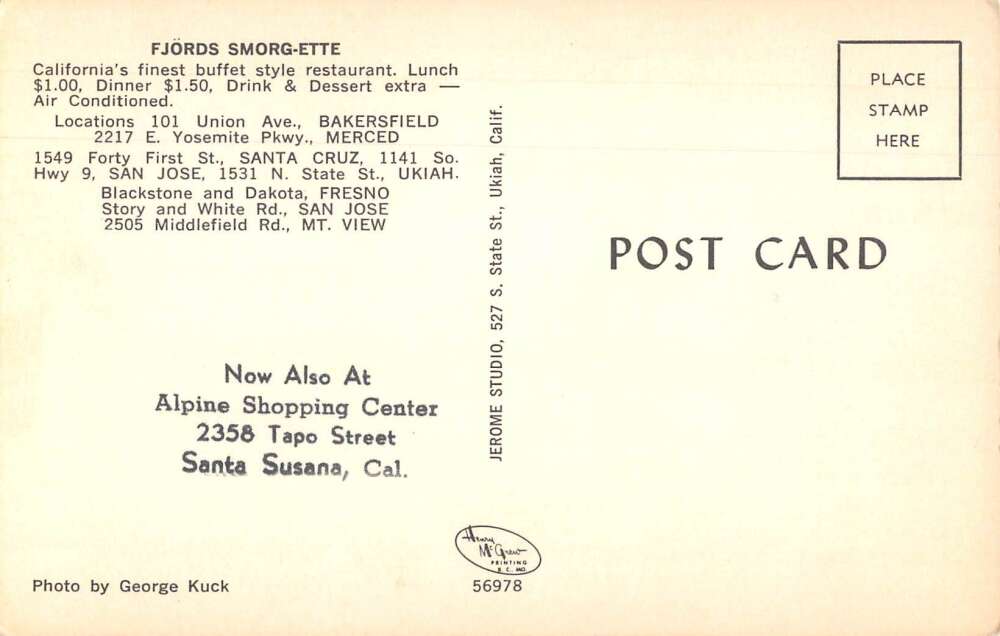 FJÖRDS SMORG-ETTE
California's finest buffet style restaurant. Lunch
$1.00, Dinner $1.50, Drink & Dessert extra —
Air Conditioned.
Locations 101 Union Ave., BAKERSFIELD
2217 E. Yosemite Pkwy., MERCED
1549 Forty First St., SANTA CRUZ, 1141 So.
Hwy 9, SAN JOSE, 1531 N. State St., UKIAH.
Blackstone and Dakota, FRESNO
Story and White Rd., SAN JOSE
2505 Middlefield Rd., MT. VIEW
Now Also At
Alpine Shopping Center
2358 Tapo Street
Santa Susana, Cal.
Photo by George Kuck
JEROME STUDIO, 527 S. State St., Ukiah, Calif.
Henry
McGrew
PRINTING
K. C., MO.
56978
PLACE
STAMP
HERE
POST CARD